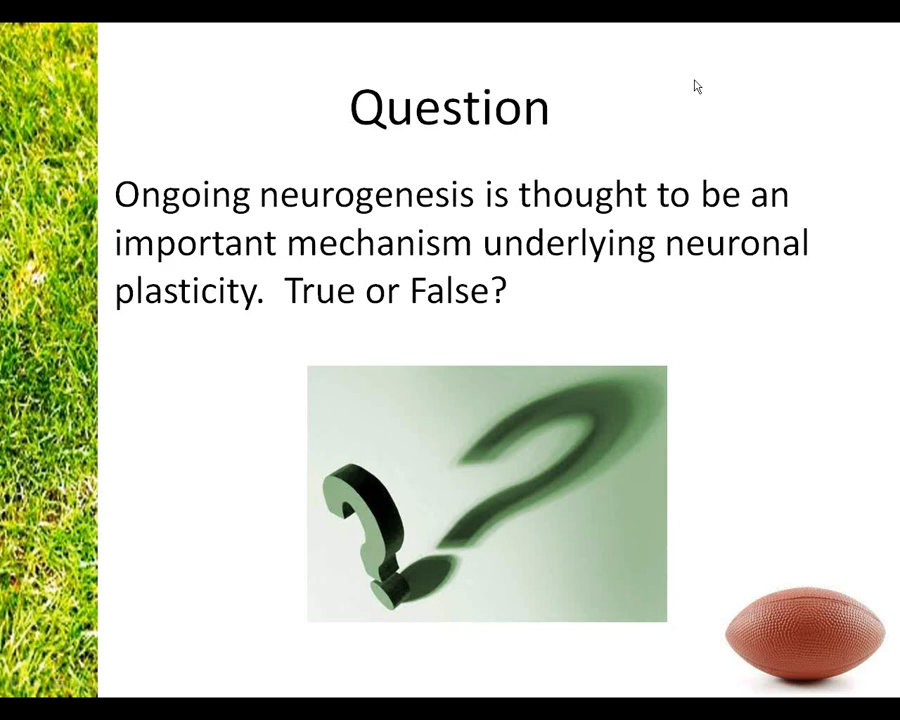 Question
Ongoing neurogenesis is thought to be an
important mechanism underlying neuronal
plasticity.  True or False?